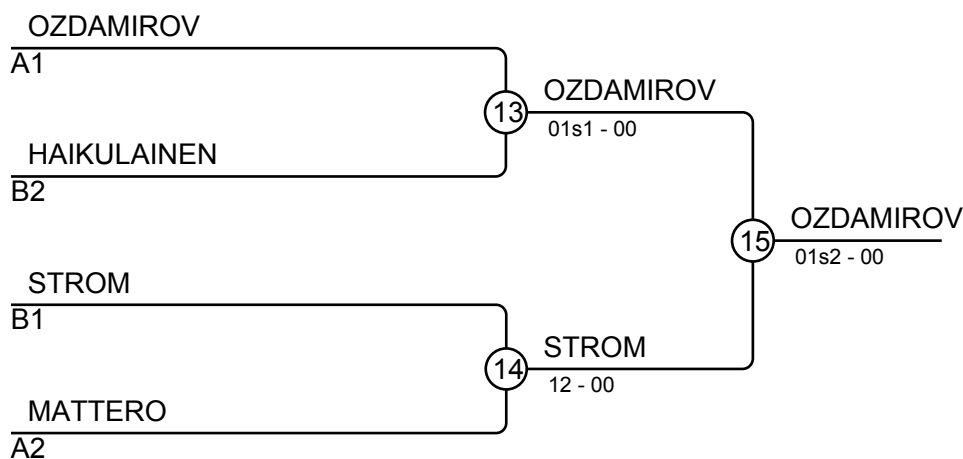 OZDAMIROV
A1
13
OZDAMIROV
01s1 - 00
HAIKULAINEN
B2
15
OZDAMIROV
01s2 - 00
STROM
B1
14
STROM
12 - 00
MATTERO
A2